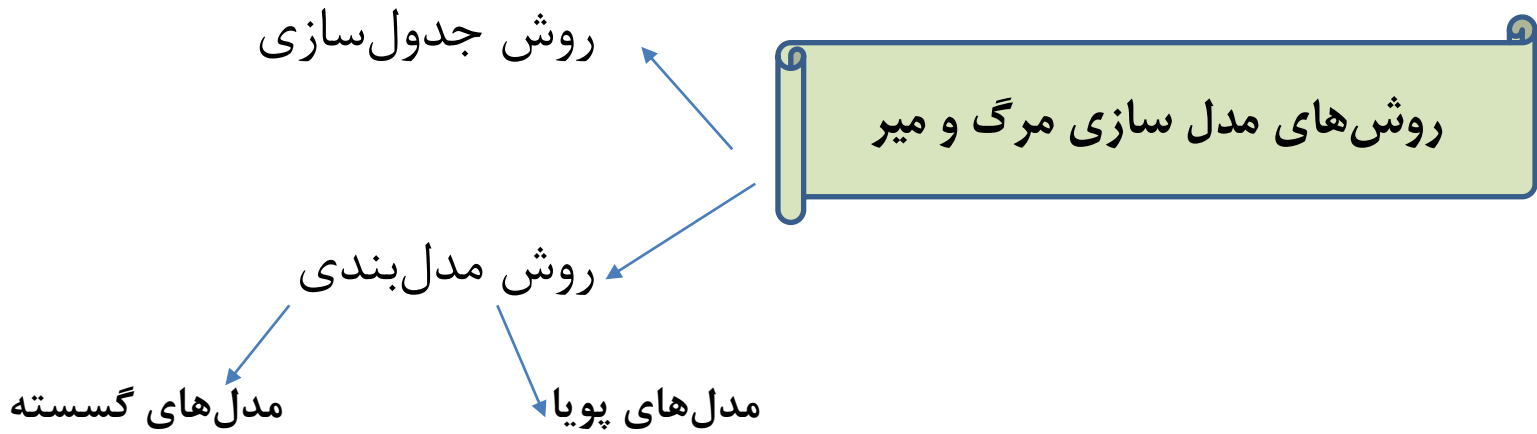 روش‌های مدل سازی مرگ و میر
روش جدول‌سازی
روش مدل‌بندی
مدل‌های پویا
مدل‌های گسسته